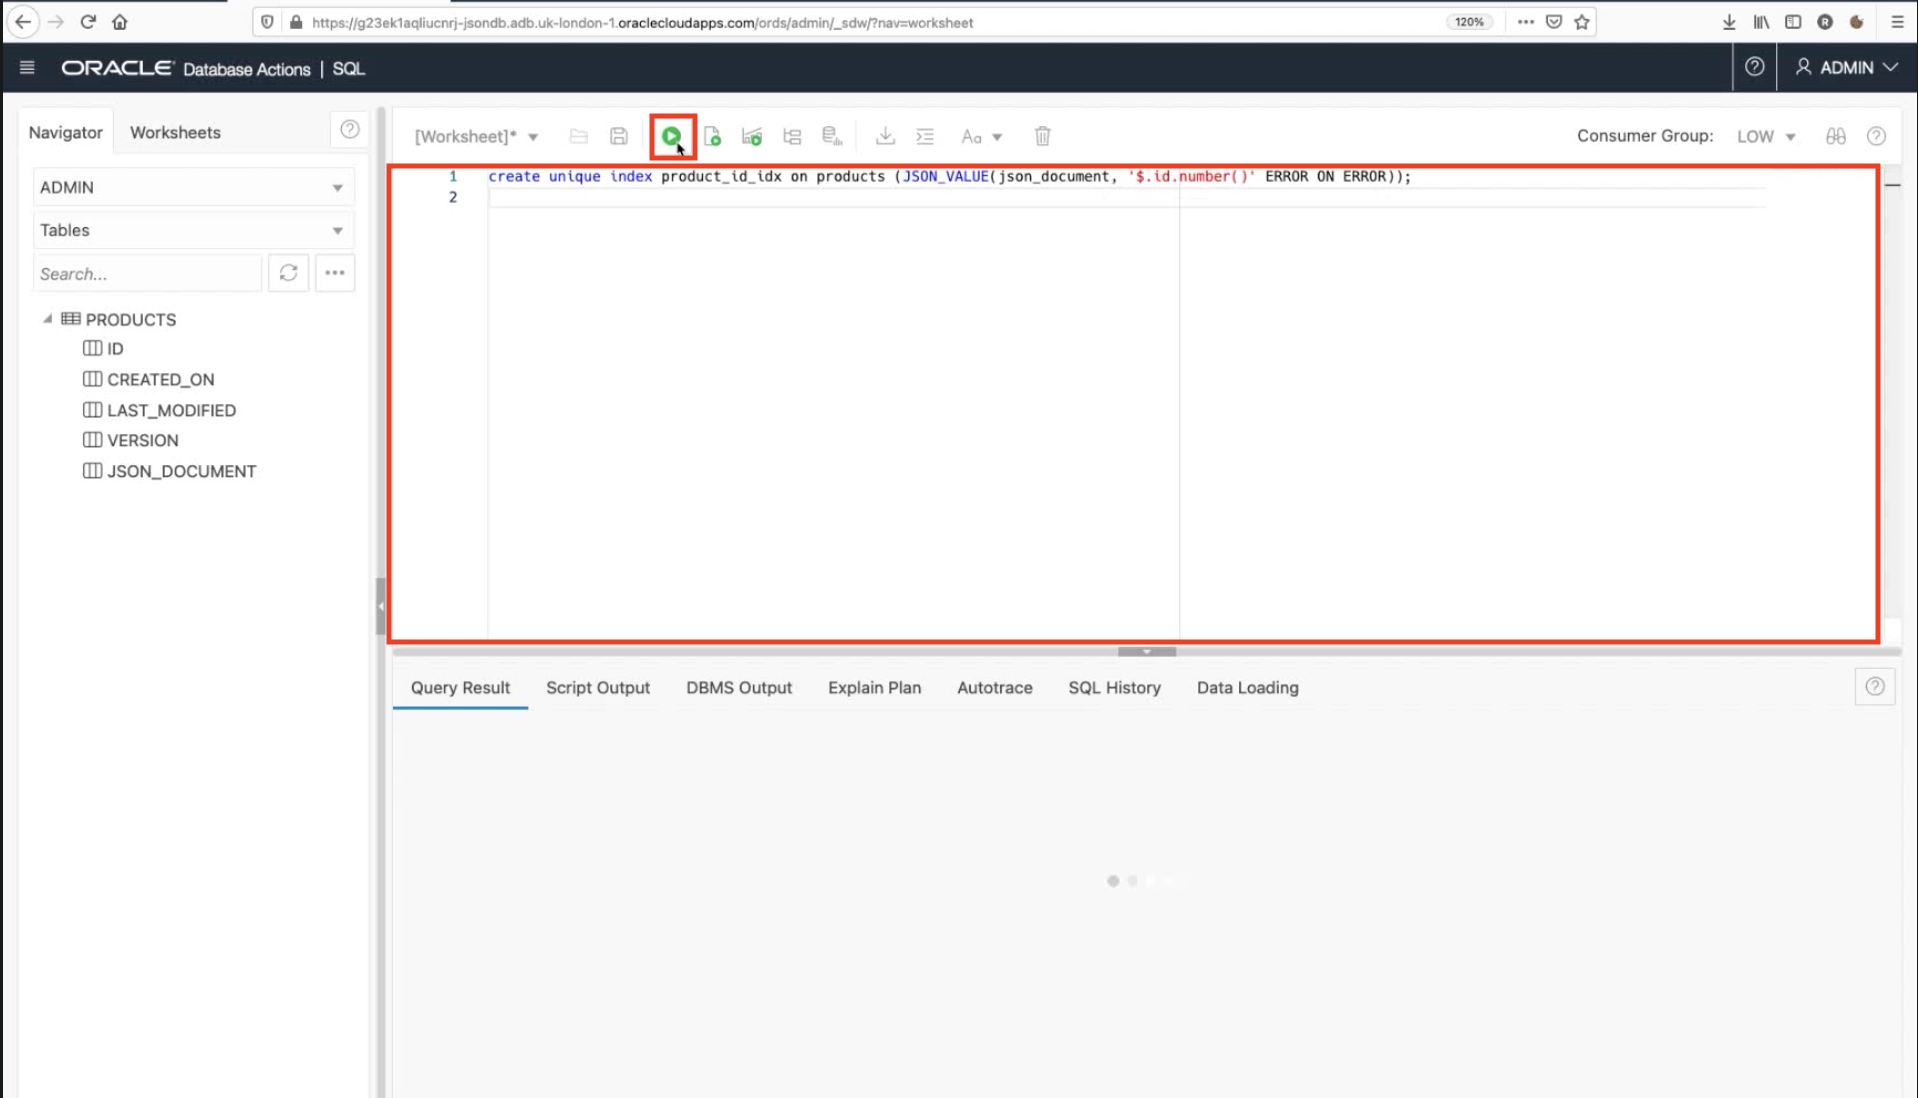 https://g23ek1aqliucnrj-jsondb.adb.uk-london-1.oraclecloudapps.com/ords/admin/_sdw/?nav=worksheet
120%
R
ORACLE Database Actions | SQL
ADMIN
Navigator
Worksheets
[Worksheet]*
Aa
Consumer Group: LOW
ADMIN
Tables
Search...
PRODUCTS
ID
CREATED_ON
LAST_MODIFIED
VERSION
JSON_DOCUMENT
1 create unique index product_id_idx on products (JSON_VALUE(json_document, '$.id.number()' ERROR ON ERROR));
2
Query Result
Script Output
DBMS Output
Explain Plan
Autotrace
SQL History
Data Loading